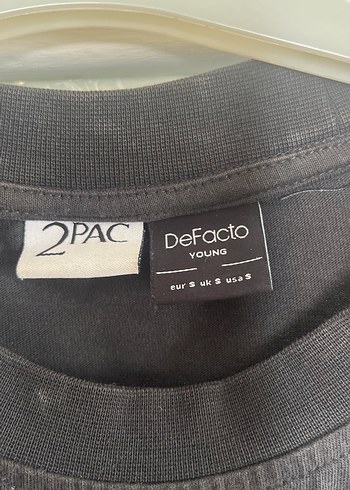 2PAC
DeFacto
YOUNG
eur S uk S usa S